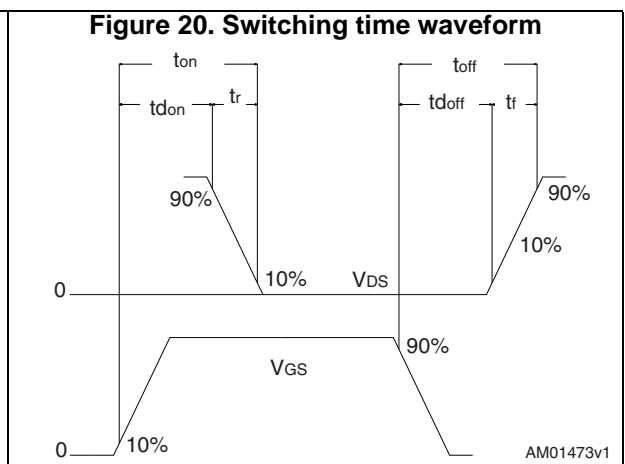 Figure 20. Switching time waveform
ton
toff
tdon
tr
tdoff
tf
90%
90%
10%
10%
0
VDS
90%
VGS
0
10%
AM01473v1